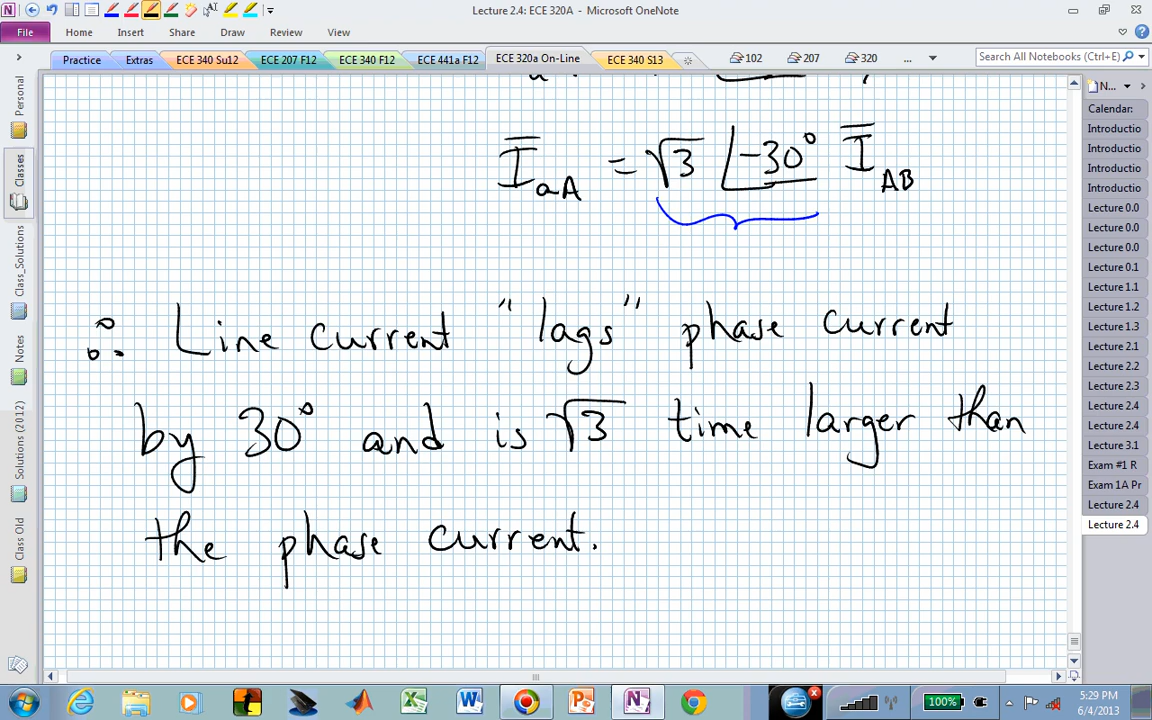 Lecture 2.4: ECE 320A - Microsoft OneNote
File Home Insert Share Draw Review View
Practice Extras ECE 340 Su12 ECE 207 F12 ECE 340 F12 ECE 441a F12 ECE 320a On-Line ECE 340 S13 102 207 320 ... Search All Notebooks (Ctrl+E)
Personal
Classes
Class_Solutions
Notes
Solutions (2012)
Class Old
Ī_aA = √3 ∠-30° Ī_AB
∴ Line current "lags" phase current
by 30° and is √3 time larger than
the phase current.
N...
Calendar:
Introductio
Introductio
Introductio
Introductio
Lecture 0.0
Lecture 0.0
Lecture 0.0
Lecture 0.1
Lecture 1.1
Lecture 1.2
Lecture 1.3
Lecture 2.1
Lecture 2.2
Lecture 2.3
Lecture 2.4
Lecture 2.4
Lecture 3.1
Exam #1 R
Exam 1A Pr
Lecture 2.4
Lecture 2.4
100%
5:29 PM
6/4/2013